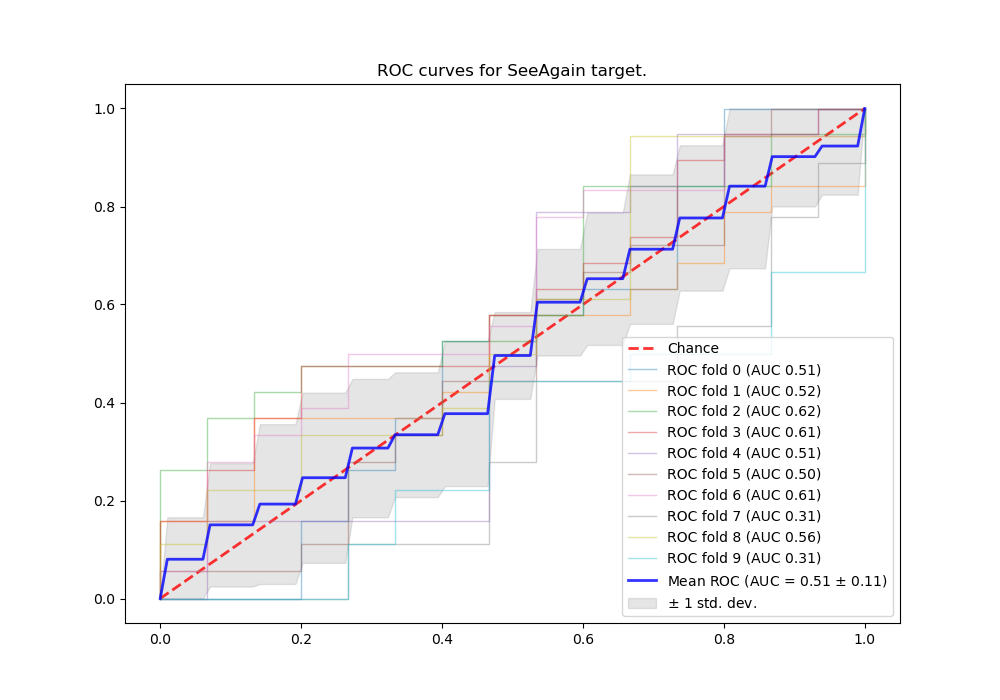 ROC curves for SeeAgain target.
1.0
0.8
0.6
0.4
0.2
0.0
0.0 0.2 0.4 0.6 0.8 1.0
Chance
ROC fold 0 (AUC 0.51)
ROC fold 1 (AUC 0.52)
ROC fold 2 (AUC 0.62)
ROC fold 3 (AUC 0.61)
ROC fold 4 (AUC 0.51)
ROC fold 5 (AUC 0.50)
ROC fold 6 (AUC 0.61)
ROC fold 7 (AUC 0.31)
ROC fold 8 (AUC 0.56)
ROC fold 9 (AUC 0.31)
Mean ROC (AUC = 0.51 ± 0.11)
± 1 std. dev.